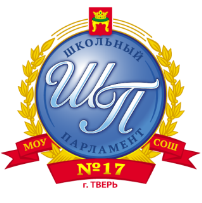 ШКОЛЬНЫЙ
ШП
ПАРЛАМЕНТ
МОУ
СОШ
№17
г. ТВЕРЬ